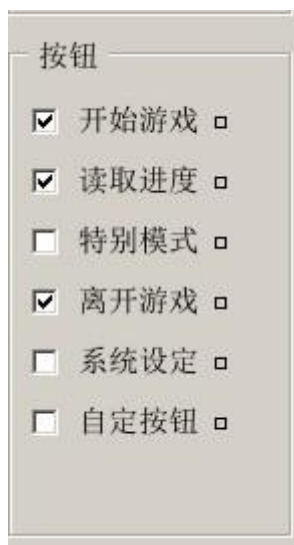 按钮
开始游戏
读取进度
特别模式
离开游戏
系统设定
自定按钮